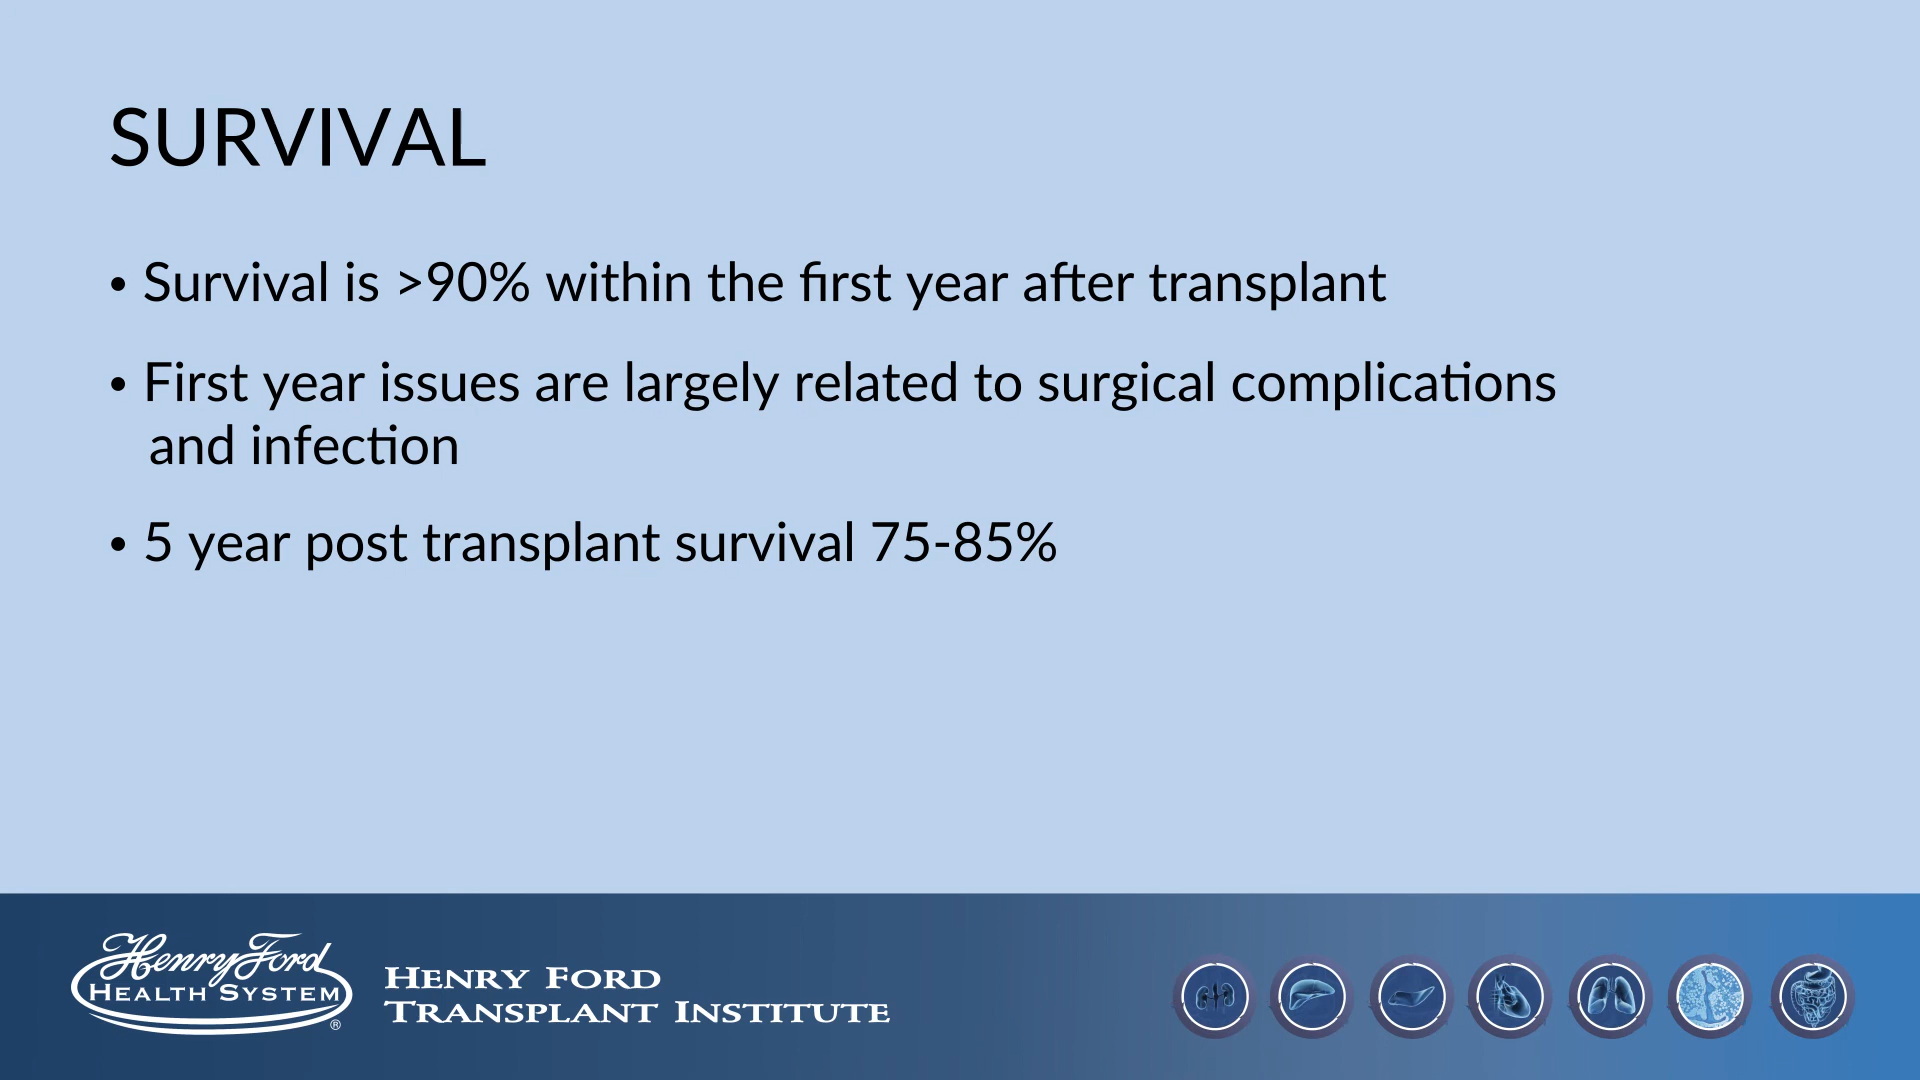 SURVIVAL
• Survival is >90% within the first year after transplant
• First year issues are largely related to surgical complications
and infection
• 5 year post transplant survival 75-85%
Henry Ford
HEALTH SYSTEM
®
HENRY FORD
TRANSPLANT INSTITUTE